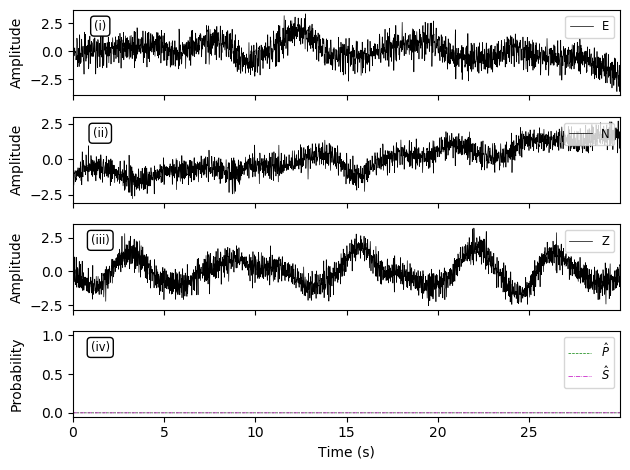 Amplitude
2.5
0.0
−2.5
(i)
E
Amplitude
2.5
0.0
−2.5
(ii)
N
Amplitude
2.5
0.0
−2.5
(iii)
Z
Probability
1.0
0.5
0.0
(iv)
P̂
Ŝ
0 5 10 15 20 25
Time (s)